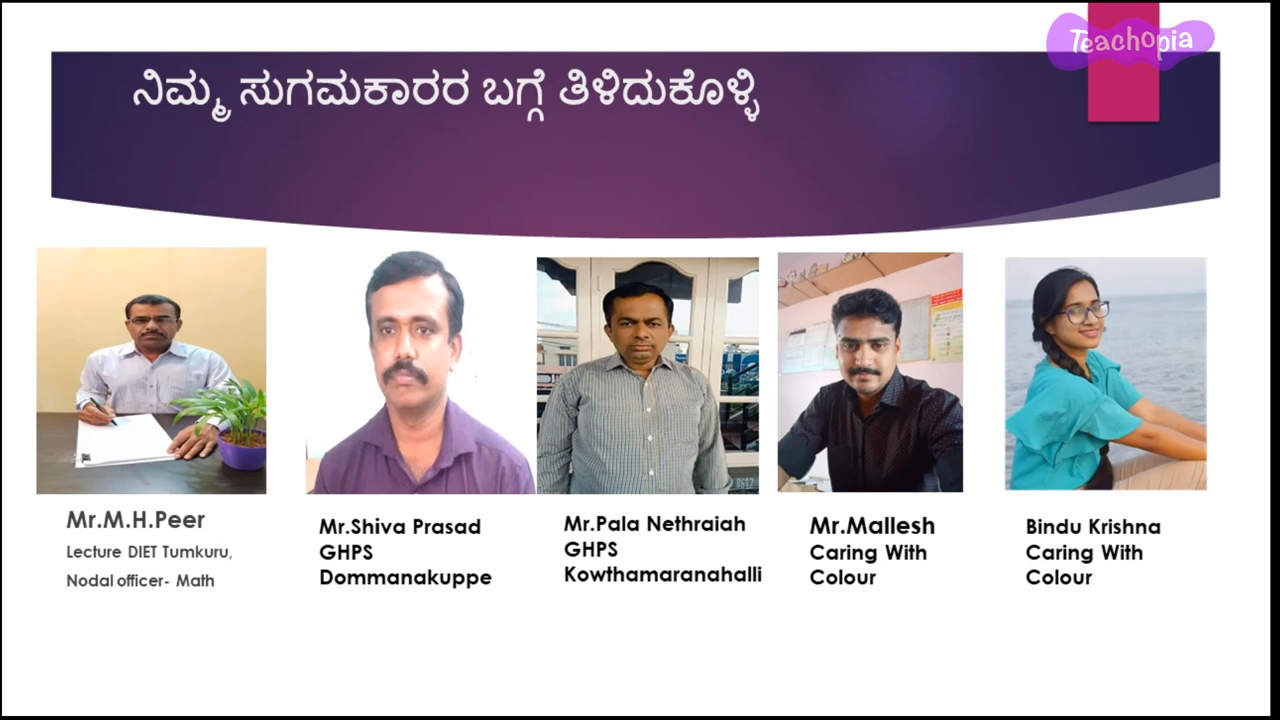 Teachopia
ನಿಮ್ಮ ಸುಗಮಕಾರರ ಬಗ್ಗೆ ತಿಳಿದುಕೊಳ್ಳಿ
Mr.M.H.Peer
Lecture DIET Tumkuru,
Nodal officer- Math
Mr.Shiva Prasad
GHPS
Dommanakuppe
Mr.Pala Nethraiah
GHPS
Kowthamaranahalli
Mr.Mallesh
Caring With
Colour
Bindu Krishna
Caring With
Colour